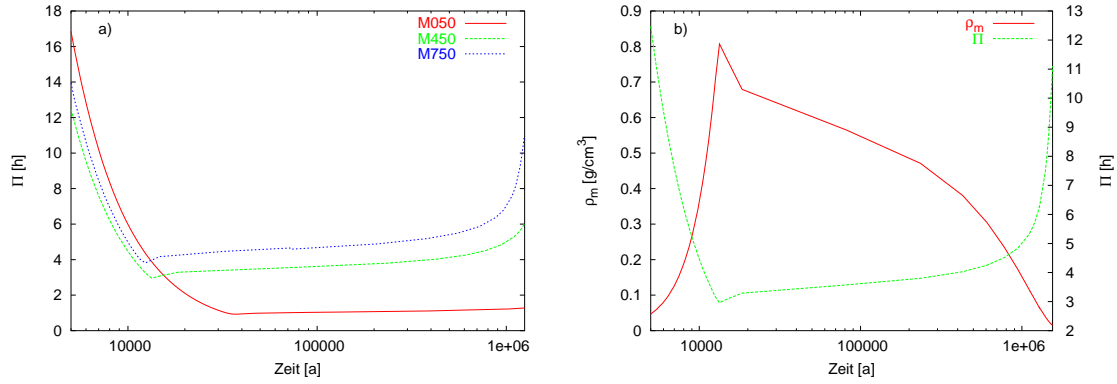 a)
M050
M450
M750
18
16
14
12
10
8
6
4
2
0
Π [h]
10000
100000
1e+06
Zeit [a]
b)
ρm
Π
0.9
0.8
0.7
0.6
0.5
0.4
0.3
0.2
0.1
0
ρm [g/cm³]
13
12
11
10
9
8
7
6
5
4
3
2
Π [h]
10000
100000
1e+06
Zeit [a]